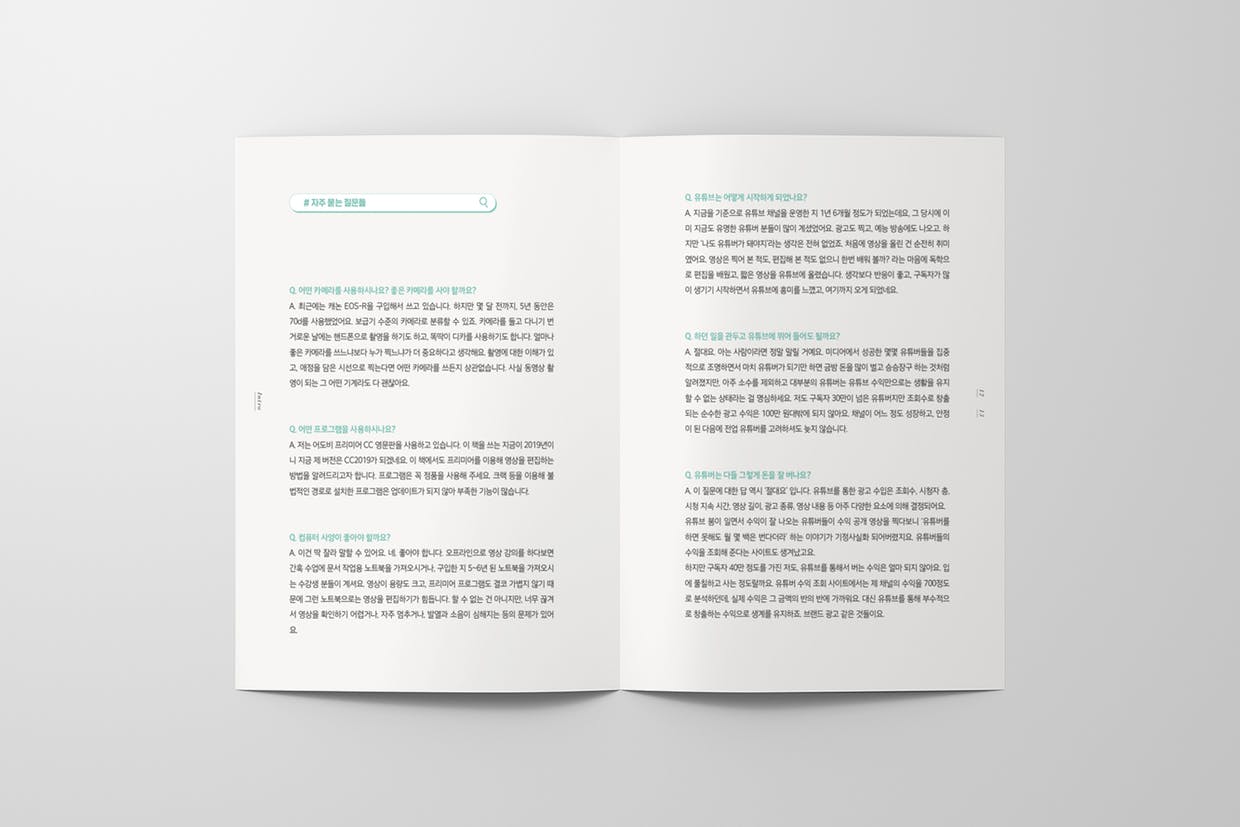 # 자주 묻는 질문들
Q. 어떤 카메라를 사용하시나요? 좋은 카메라를 사야 할까요?
A. 최근에는 캐논 EOS-R을 구입해서 쓰고 있습니다. 하지만 몇 달 전까지, 5년 동안은
70d를 사용했었어요. 보급기 수준의 카메라로 분류할 수 있죠. 카메라를 들고 다니기 번
거로운 날에는 핸드폰으로 촬영을 하기도 하고, 똑딱이 디카를 사용하기도 합니다. 얼마나
좋은 카메라를 쓰느냐보다 누가 찍느냐가 더 중요하다고 생각해요. 촬영에 대한 이해가 있
고, 애정을 담은 시선으로 찍는다면 어떤 카메라를 쓰든지 상관없습니다. 사실 동영상 촬
영이 되는 그 어떤 기계라도 다 괜찮아요.
Q. 어떤 프로그램을 사용하시나요?
A. 저는 어도비 프리미어 CC 영문판을 사용하고 있습니다. 이 책을 쓰는 지금이 2019년이
니 지금 제 버전은 CC2019가 되겠네요. 이 책에서도 프리미어를 이용해 영상을 편집하는
방법을 알려드리고자 합니다. 프로그램은 꼭 정품을 사용해 주세요. 크랙 등을 이용해 불
법적인 경로로 설치한 프로그램은 업데이트가 되지 않아 부족한 기능이 많습니다.
Q. 컴퓨터 사양이 좋아야 할까요?
A. 이건 딱 잘라 말할 수 있어요. 네. 좋아야 합니다. 오프라인으로 영상 강의를 하다보면
간혹 수업에 문서 작업용 노트북을 가져오시거나, 구입한 지 5~6년 된 노트북을 가져오시
는 수강생 분들이 계셔요. 영상이 용량도 크고, 프리미어 프로그램도 결코 가볍지 않기 때
문에 그런 노트북으로는 영상을 편집하기가 힘듭니다. 할 수 없는 건 아니지만, 너무 끊겨
서 영상을 확인하기 어렵거나, 자주 멈추거나, 발열과 소음이 심해지는 등의 문제가 있어
요.
Intro
Q. 유튜브는 어떻게 시작하게 되었나요?
A. 지금을 기준으로 유튜브 채널을 운영한 지 1년 6개월 정도가 되었는데요, 그 당시에 이
미 지금도 유명한 유튜버 분들이 많이 계셨었어요. 광고도 찍고, 예능 방송에도 나오고. 하
지만 '나도 유튜버가 돼야지'라는 생각은 전혀 없었죠. 처음에 영상을 올린 건 순전히 취미
였어요. 영상은 찍어 본 적도, 편집해 본 적도 없으니 한번 배워 볼까? 라는 마음에 독학으
로 편집을 배웠고, 짧은 영상을 유튜브에 올렸습니다. 생각보다 반응이 좋고, 구독자가 많
이 생기기 시작하면서 유튜브에 흥미를 느꼈고, 여기까지 오게 되었네요.
Q. 하던 일을 관두고 유튜브에 뛰어 들어도 될까요?
A. 절대요. 아는 사람이라면 정말 말릴 거예요. 미디어에서 성공한 몇몇 유튜버들을 집중
적으로 조명하면서 마치 유튜버가 되기만 하면 금방 돈을 많이 벌고 승승장구 하는 것처럼
알려졌지만, 아주 소수를 제외하고 대부분의 유튜버는 유튜브 수익만으로는 생활을 유지
할 수 없는 상태라는 걸 명심하세요. 저도 구독자 30만이 넘은 유튜버지만 조회수로 창출
되는 순수한 광고 수익은 100만 원대밖에 되지 않아요. 채널이 어느 정도 성장하고, 안정
이 된 다음에 전업 유튜버를 고려하셔도 늦지 않습니다.
Q. 유튜버는 다들 그렇게 돈을 잘 버나요?
A. 이 질문에 대한 답 역시 '절대요' 입니다. 유튜브를 통한 광고 수입은 조회수, 시청자 층,
시청 지속 시간, 영상 길이, 광고 종류, 영상 내용 등 아주 다양한 요소에 의해 결정되어요.
유튜브 붐이 일면서 수익이 잘 나오는 유튜버들이 수익 공개 영상을 찍다보니 '유튜버를
하면 못해도 월 몇 백은 번다더라' 하는 이야기가 기정사실화 되어버렸지요. 유튜버들의
수익을 조회해 준다는 사이트도 생겨났고요.
하지만 구독자 40만 정도를 가진 저도, 유튜브를 통해서 버는 수익은 얼마 되지 않아요. 입
에 풀칠하고 사는 정도랄까요. 유튜버 수익 조회 사이트에서는 제 채널의 수익을 700정도
로 분석하던데, 실제 수익은 그 금액의 반의 반에 가까워요. 대신 유튜브를 통해 부수적으
로 창출하는 수익으로 생계를 유지하죠. 브랜드 광고 같은 것들이요.